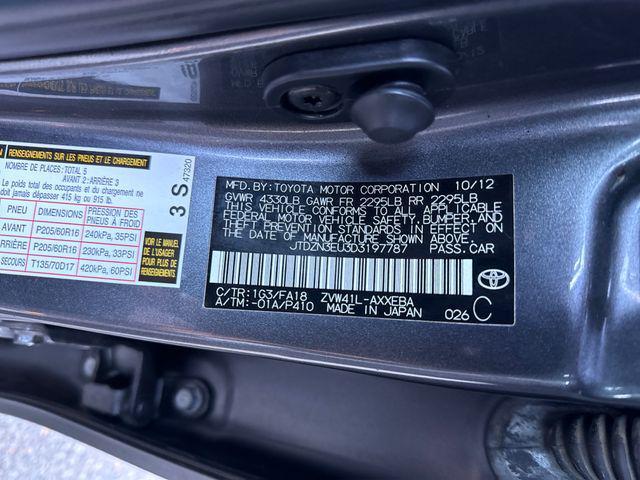 RENSEIGNEMENTS SUR LES PNEUS ET LE CHARGEMENT
NOMBRE DE PLACES:TOTAL 5
AVANT 2:ARRIÈRE 3
Le poids total des occupants et du chargement ne
doit jamais dépasser 415 kg ou 915 lb.
PNEU DIMENSIONS PRESSION DES PNEUS À FROID
P205/60R16 240kPa, 35PSI
ARRIÈRE P205/60R16 230kPa, 33PSI
SECOURS T135/70D17 420kPa, 60PSI
VOIR LE MANUEL
DE L'USAGER
POUR PLUS DE
RENSEIGNEMENTS
3 S 47320
MFD.BY:TOYOTA MOTOR CORPORATION 10/12
GVWR 4330LB GAWR FR 2295LB RR 2295LB
THIS VEHICLE CONFORMS TO ALL APPLICABLE
FEDERAL MOTOR VEHICLE SAFETY, BUMPER, AND
THEFT PREVENTION STANDARDS IN EFFECT ON
THE DATE OF MANUFACTURE SHOWN ABOVE.
JTDZN3EU3D3197787 PASS-CAR
C/TR:1G3/FA18 ZVW41L-AXXEBA
A/TM:-01A/P410 MADE IN JAPAN 026 C
TOYOTA